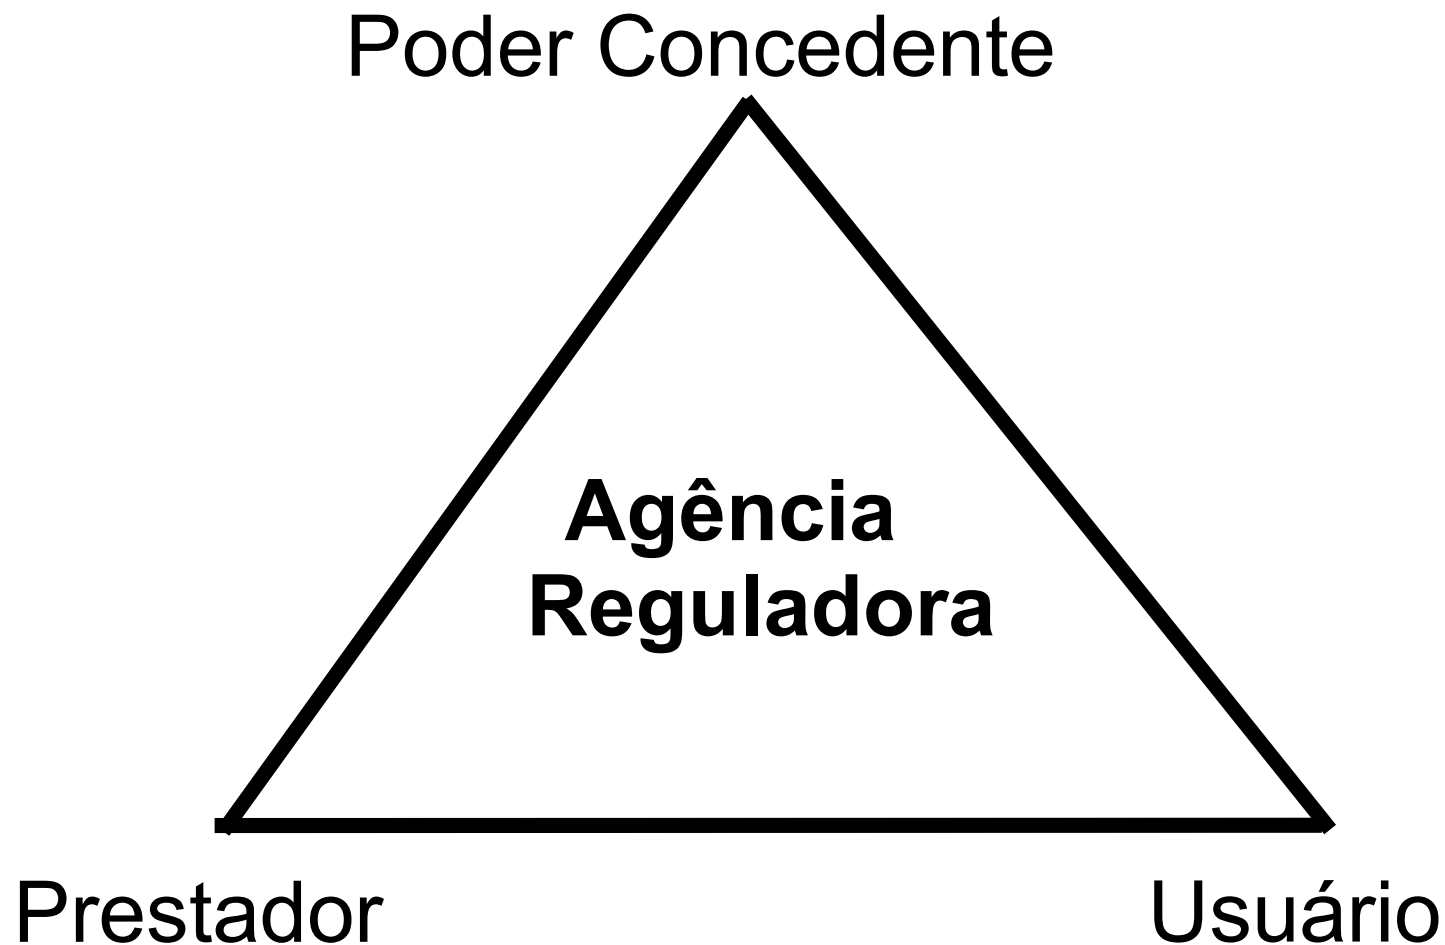 Poder Concedente
Agência
Reguladora
Prestador
Usuário